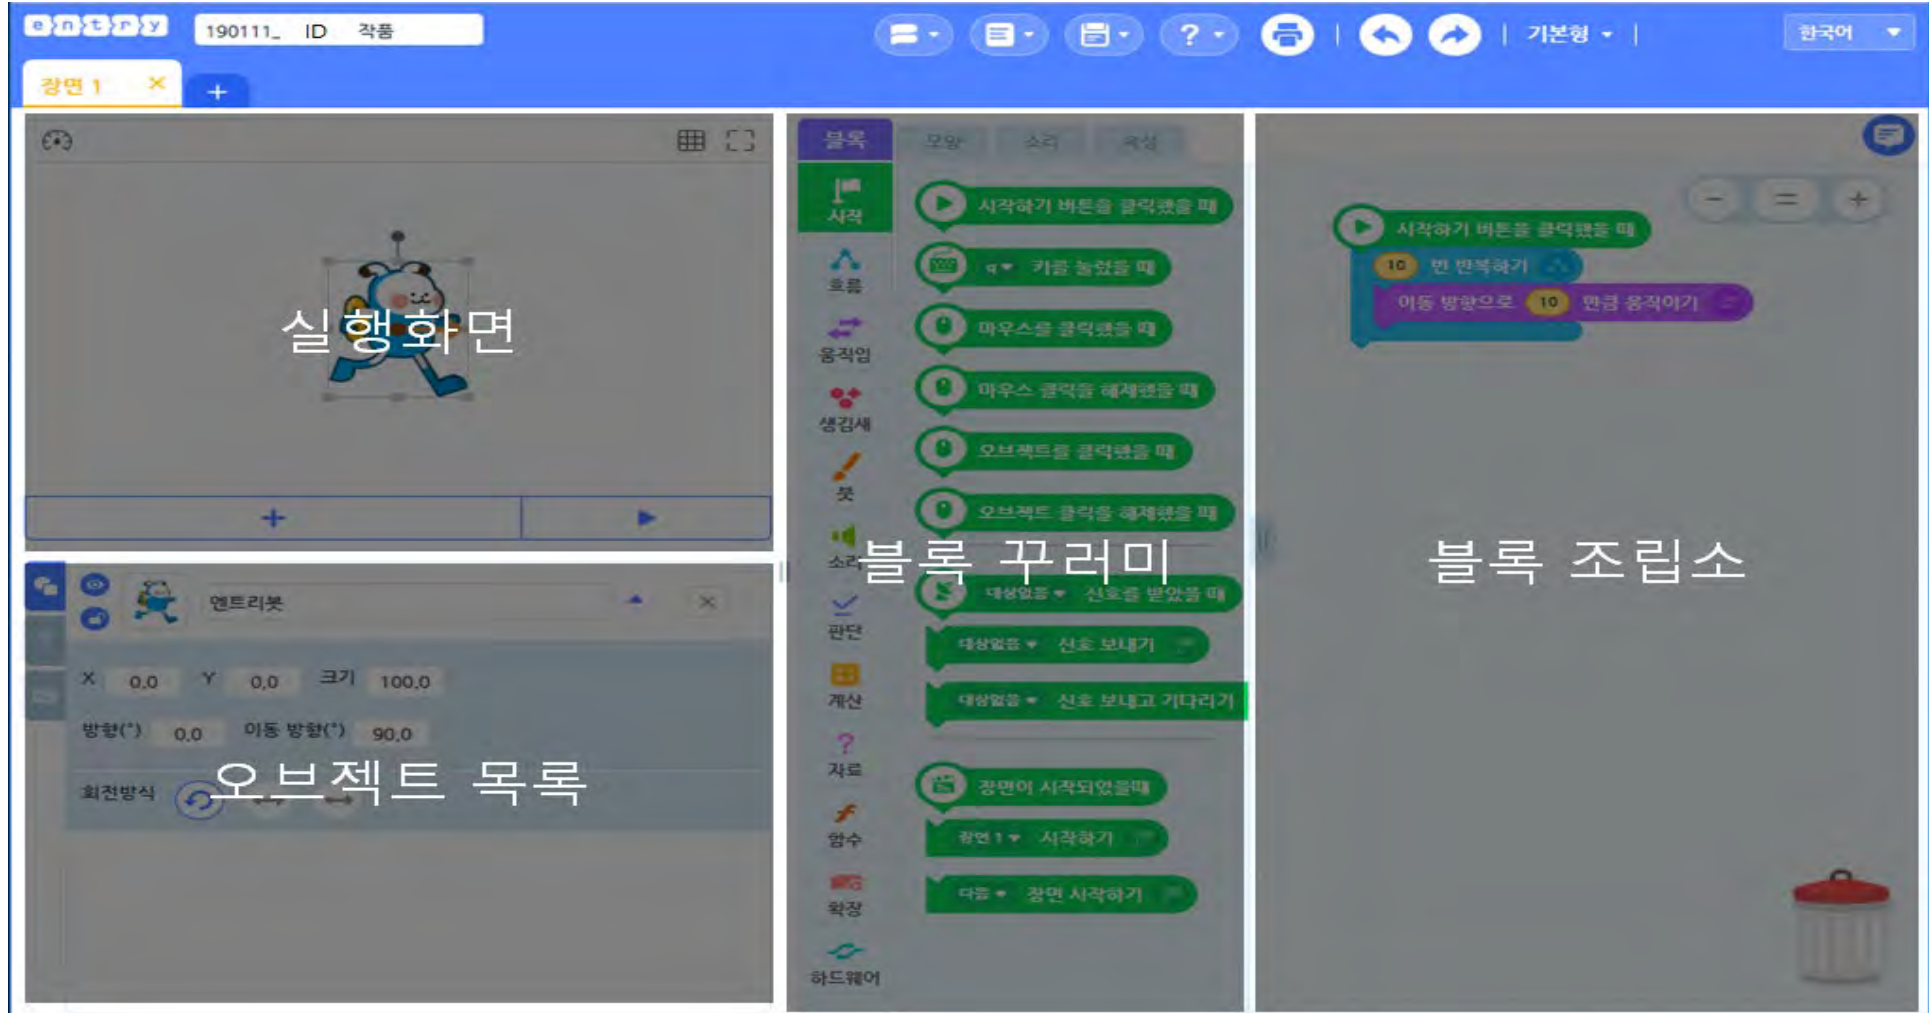 entry
190111_ ID 작품
기본형
한국어
장면 1
실행화면
엔트리봇
X 0.0 Y 0.0 크기 100.0
방향(°) 0.0 이동 방향(°) 90.0
회전방식
오브젝트 목록
블록 모양 소리 속성
시작
흐름
움직임
생김새
붓
소리
판단
계산
자료
함수
확장
하드웨어
시작하기 버튼을 클릭했을 때
q 키를 눌렀을 때
마우스를 클릭했을 때
마우스 클릭을 해제했을 때
오브젝트를 클릭했을 때
오브젝트 클릭을 해제했을 때
블록 꾸러미
대상없음 신호를 받았을 때
대상없음 신호 보내기
대상없음 신호 보내고 기다리기
장면이 시작되었을때
장면 1 시작하기
다음 장면 시작하기
시작하기 버튼을 클릭했을 때
10 번 반복하기
이동 방향으로 10 만큼 움직이기
블록 조립소